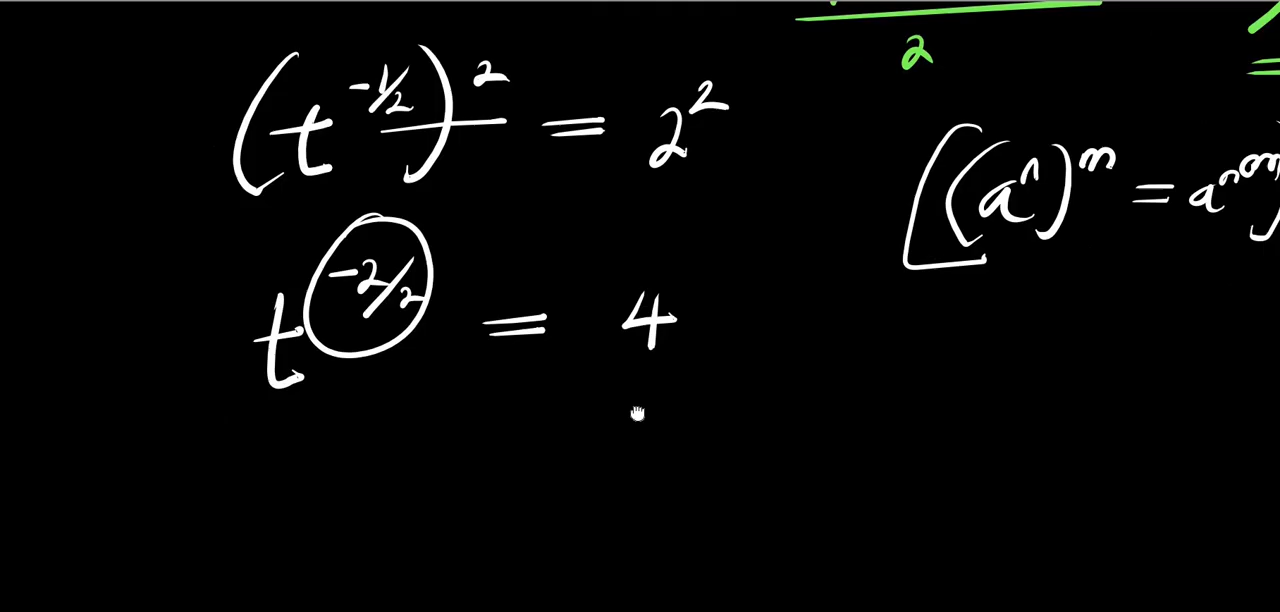 2
=
(t^{-1/2})^2 = 2^2
[(a^n)^m = a^{n
t^{-2/2} = 4